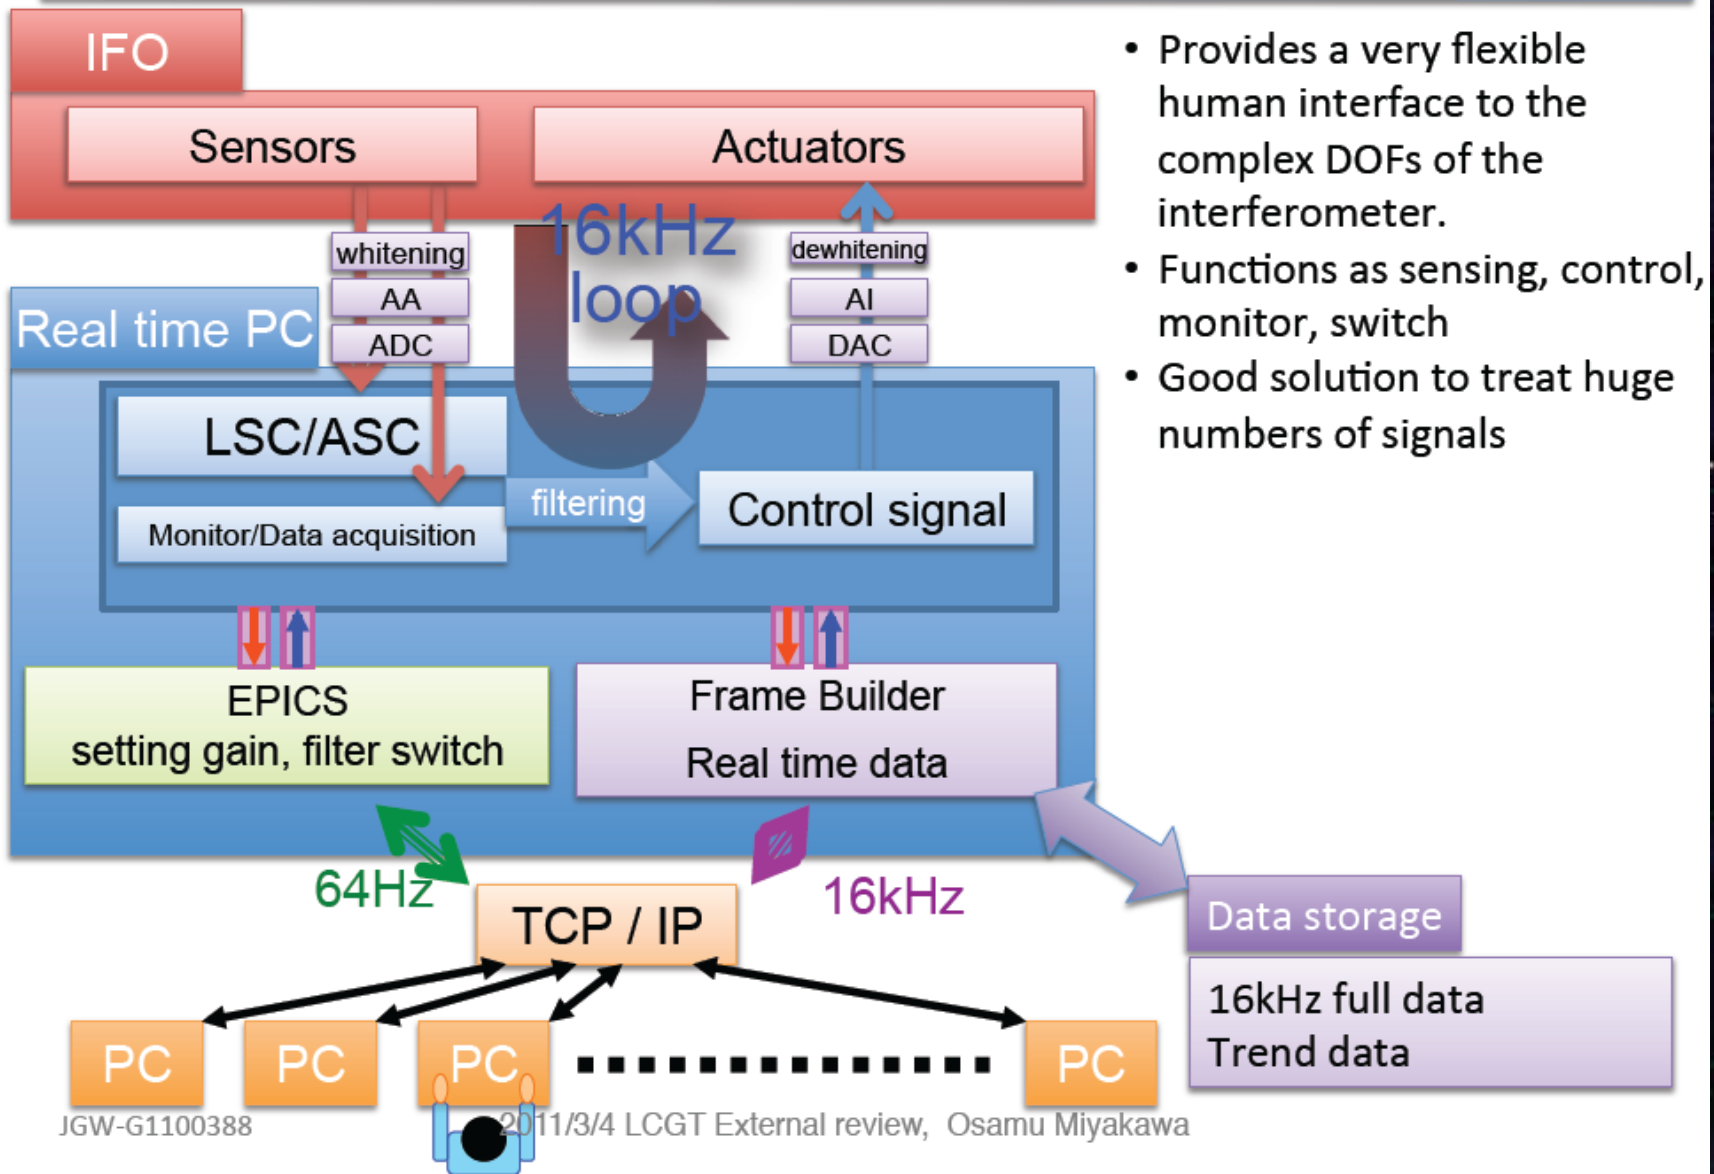 IFO
Sensors
Actuators
16kHz
loop
whitening
AA
ADC
dewhitening
AI
DAC
Real time PC
LSC/ASC
Monitor/Data acquisition
filtering
Control signal
EPICS
setting gain, filter switch
Frame Builder
Real time data
64Hz
16kHz
TCP / IP
Data storage
16kHz full data
Trend data
PC
PC
PC
PC
• Provides a very flexible
human interface to the
complex DOFs of the
interferometer.
• Functions as sensing, control,
monitor, switch
• Good solution to treat huge
numbers of signals
JGW-G1100388
2011/3/4 LCGT External review, Osamu Miyakawa